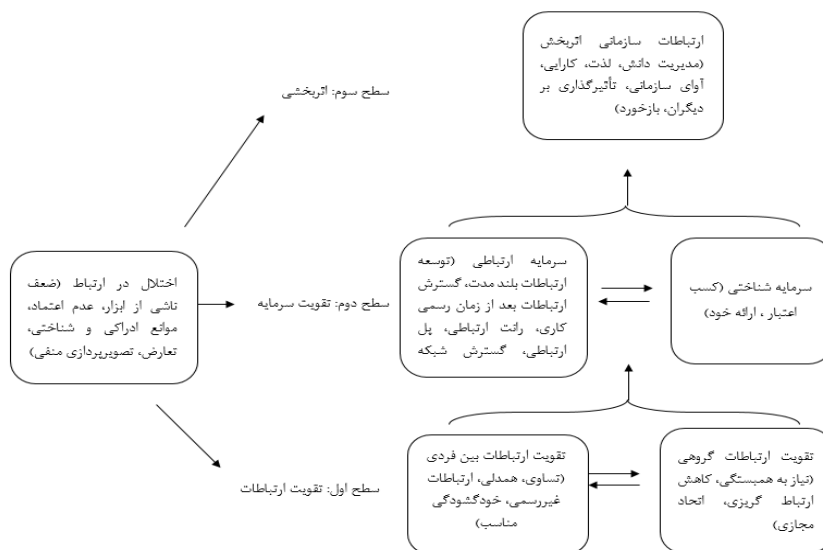 ارتباطات سازمانی اثربخش
(مدیریت دانش، لذت، کارایی،
آوای سازمانی، تأثیرگذاری بر
دیگران، بازخورد)
سطح سوم: اثربخشی
سرمایه شناختی (کسب
اعتبار ، ارائه خود)
سرمایه ارتباطی (توسعه
ارتباطات بلند مدت، گسترش
ارتباطات بعد از زمان رسمی
کاری، رانت ارتباطی، پل
ارتباطی، گسترش شبکه
سطح دوم: تقویت سرمایه
اختلال در ارتباط (ضعف
ناشی از ابزار، عدم اعتماد،
موانع ادراکی و شناختی،
تعارض، تصویرپردازی منفی)
تقویت ارتباطات گروهی
(نیاز به همبستگی، کاهش
ارتباط گریزی، اتحاد
مجازی)
تقویت ارتباطات بین فردی
(تساوی، همدلی، ارتباطات
غیررسمی، خودگشودگی
مناسب)
سطح اول: تقویت ارتباطات